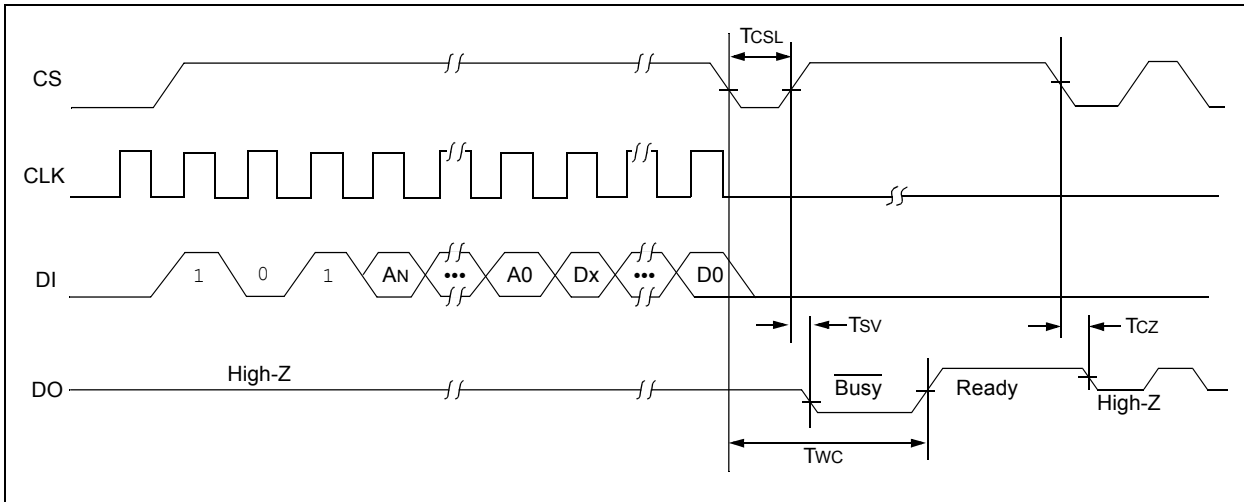 TCSL
CS
CLK
DI
1 0 1 AN ••• A0 Dx ••• D0
TSV
TCZ
DO
High-Z
Busy
Ready
High-Z
TWC